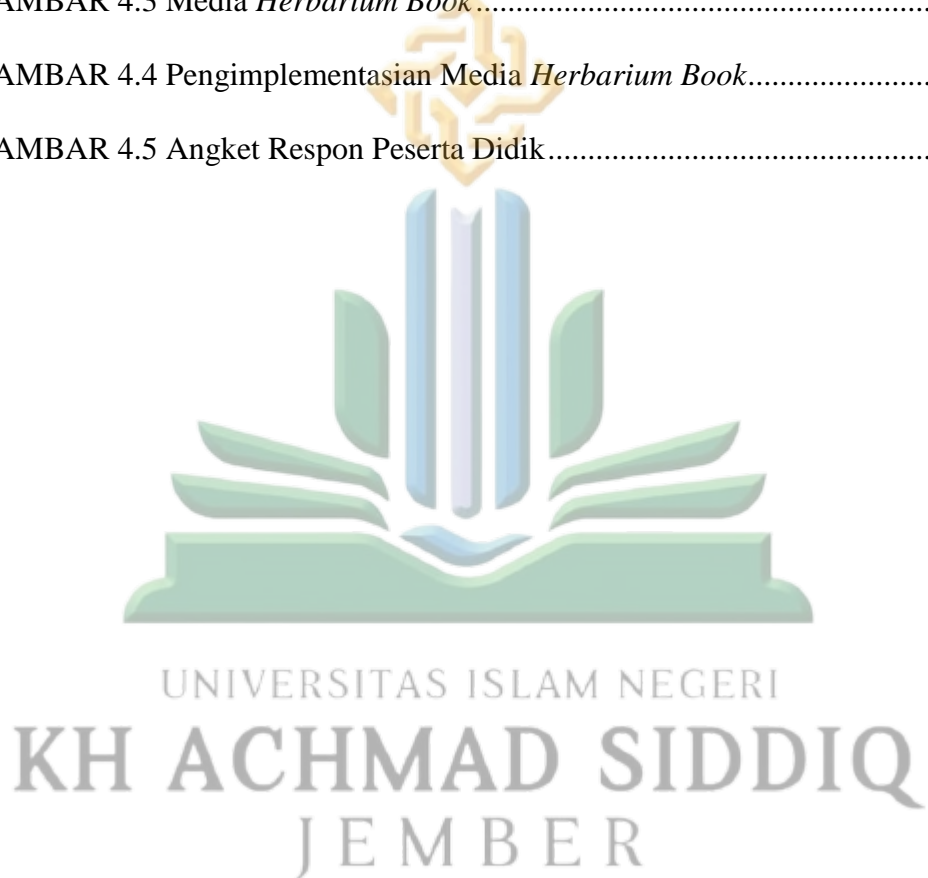 AMBAR 4.3 Media Herbarium Book..............................................................
AMBAR 4.4 Pengimplementasian Media Herbarium Book.......................
AMBAR 4.5 Angket Respon Peserta Didik................................................
UNIVERSITAS ISLAM NEGERI
KH ACHMAD SIDDIQ
JEMBER